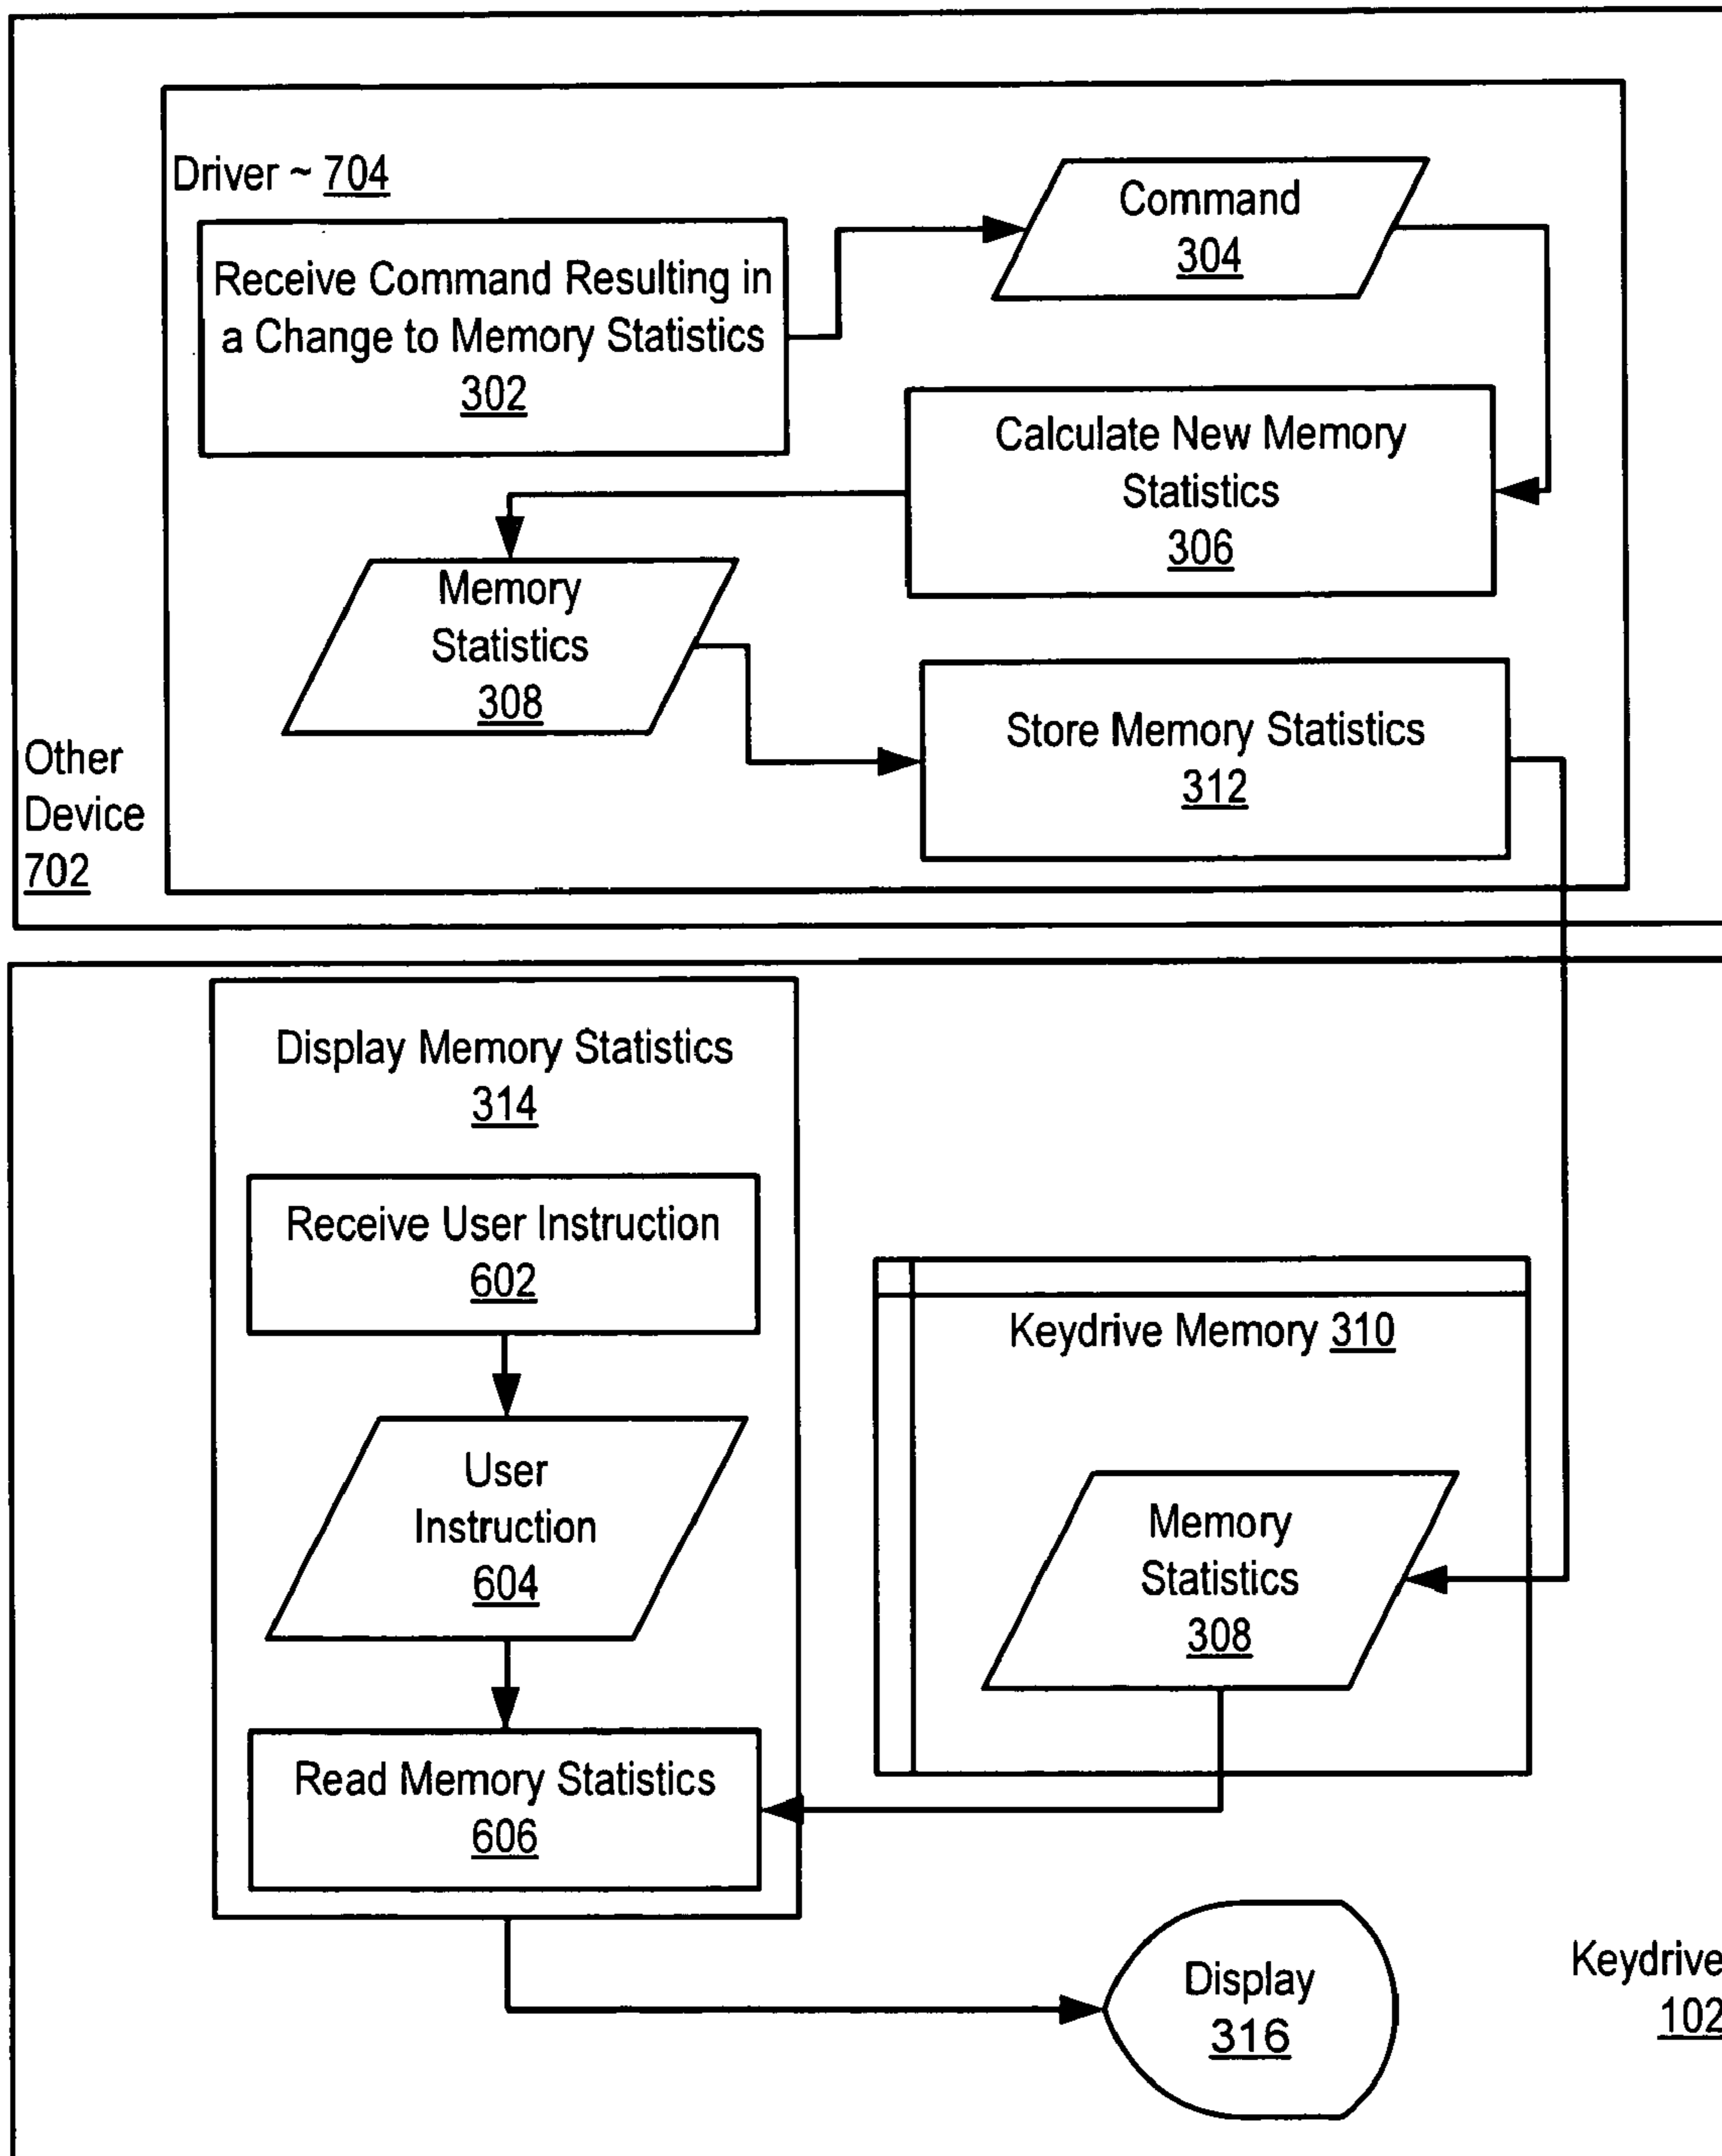 Driver ~ 704
Command
304
Receive Command Resulting in
a Change to Memory Statistics
302
Calculate New Memory
Statistics
306
Memory
Statistics
308
Store Memory Statistics
312
Other
Device
702
Display Memory Statistics
314
Receive User Instruction
602
Keydrive Memory 310
User
Instruction
604
Memory
Statistics
308
Read Memory Statistics
606
Display
316
Keydrive
102